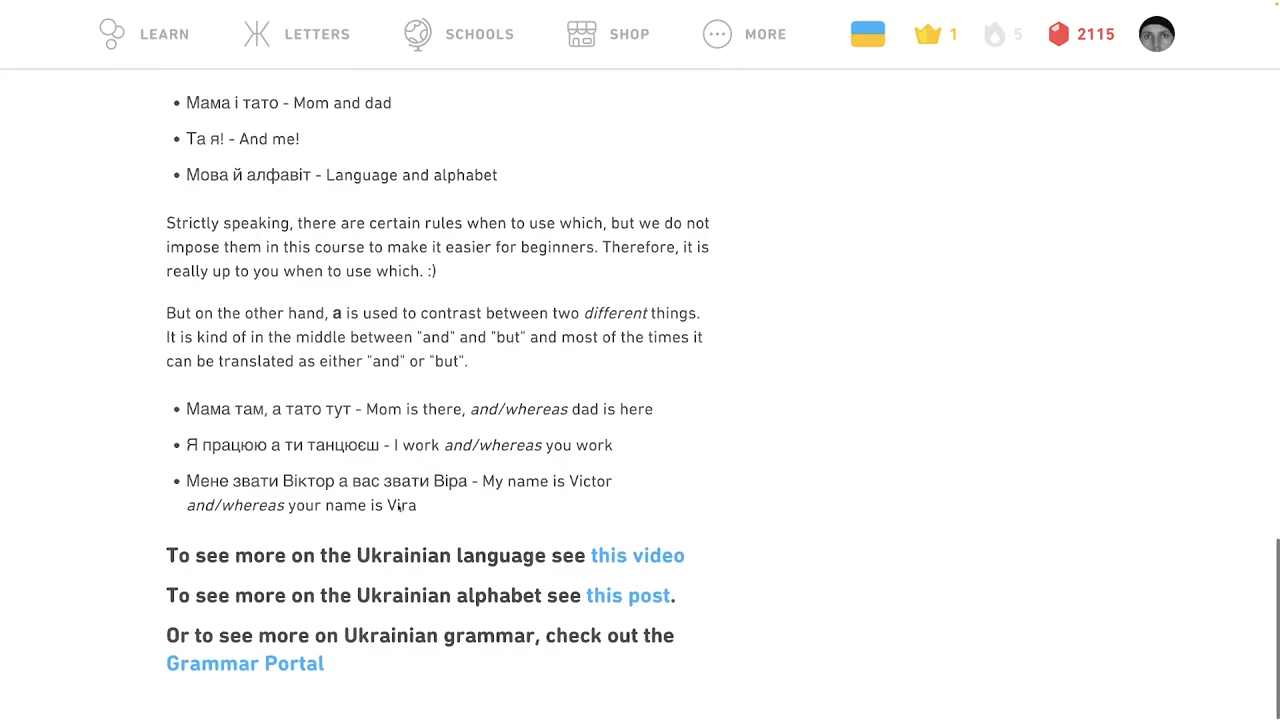 LEARN LETTERS SCHOOLS SHOP MORE 1 5 2115
• Мама і тато - Mom and dad
• Та я! - And me!
• Мова й алфавіт - Language and alphabet
Strictly speaking, there are certain rules when to use which, but we do not
impose them in this course to make it easier for beginners. Therefore, it is
really up to you when to use which. :)
But on the other hand, а is used to contrast between two different things.
It is kind of in the middle between "and" and "but" and most of the times it
can be translated as either "and" or "but".
• Мама там, а тато тут - Mom is there, and/whereas dad is here
• Я працюю а ти танцюєш - I work and/whereas you work
• Мене звати Віктор а вас звати Віра - My name is Victor
and/whereas your name is Vira
To see more on the Ukrainian language see this video
To see more on the Ukrainian alphabet see this post.
Or to see more on Ukrainian grammar, check out the
Grammar Portal